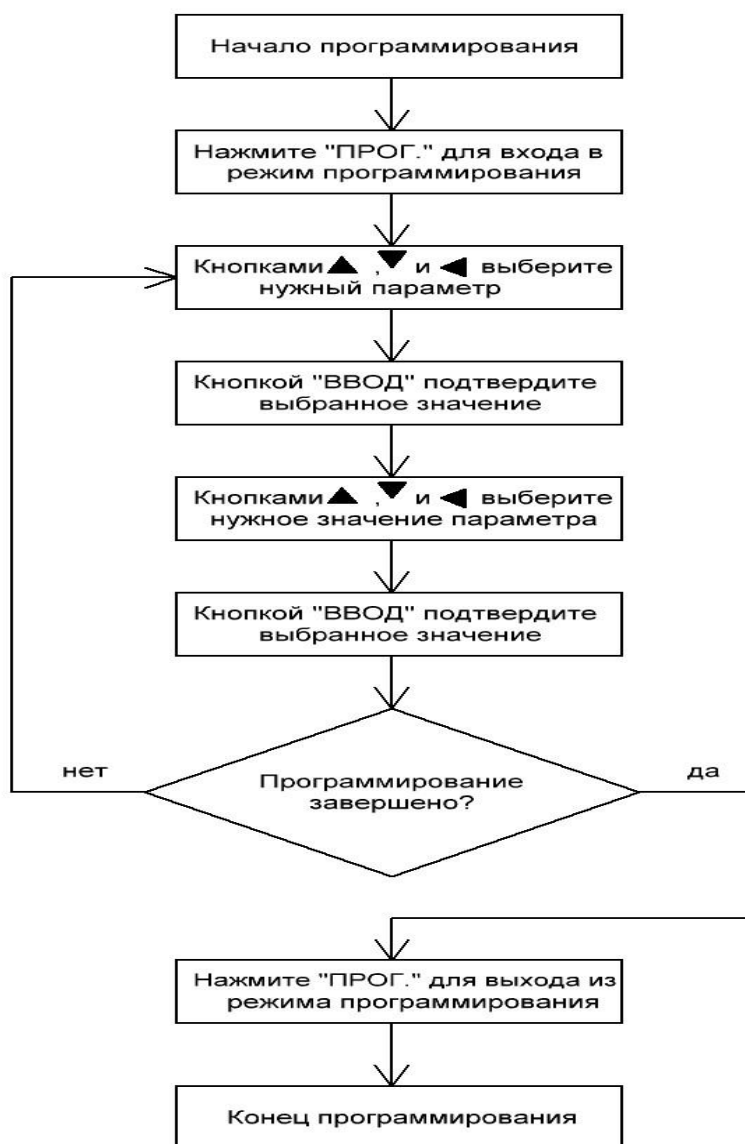 Начало программирования
Нажмите "ПРОГ." для входа в
режим программирования
Кнопками ▲ ,▼ и ◀ выберите
нужный параметр
Кнопкой "ВВОД" подтвердите
выбранное значение
Кнопками ▲ ,▼ и ◀ выберите
нужное значение параметра
Кнопкой "ВВОД" подтвердите
выбранное значение
нет
да
Программирование
завершено?
Нажмите "ПРОГ." для выхода из
режима программирования
Конец программирования